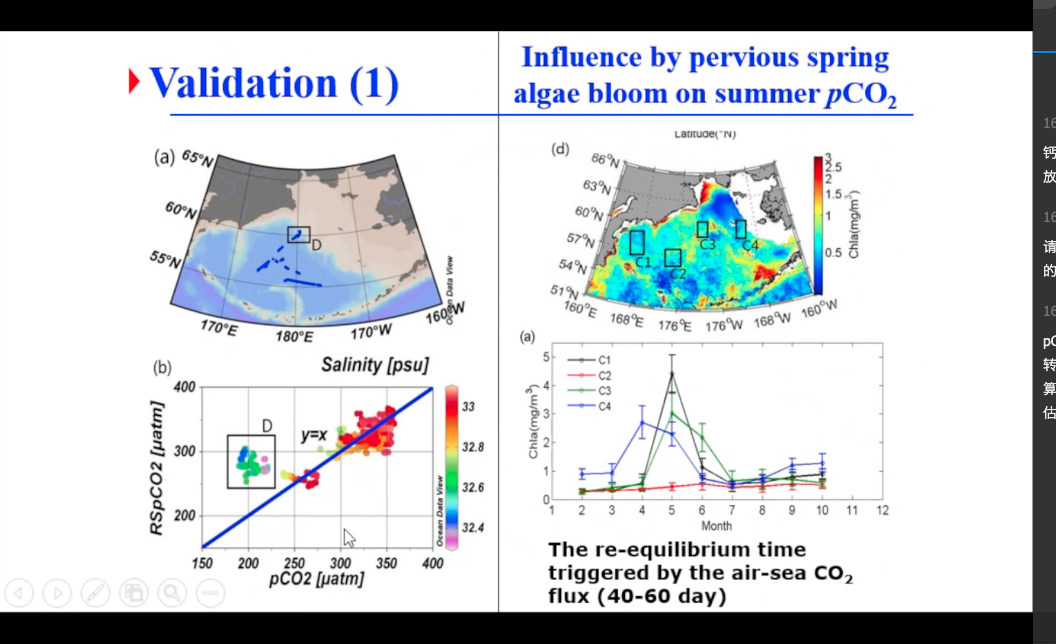 Validation (1)
(a)
65°N
60°N
55°N
D
170°E
180°E
170°W
160°W
Ocean Data View
(b)
Salinity [psu]
400
300
200
RSpCO2 [µatm]
D
y=x
33
32.8
32.6
32.4
Ocean Data View
150
200
250
300
350
400
pCO2 [µatm]
Influence by pervious spring
algae bloom on summer pCO2
Latitude(°N)
(d)
66°N
63°N
60°N
57°N
54°N
51°N
160°E
168°E
176°E
176°W
168°W
160°W
C1
C2
C3
C4
3
2.5
2
1.5
1
0.5
Chla(mg/m3)
(a)
C1
C2
C3
C4
5
4
3
2
1
0
Chla(mg/m3)
1
2
3
4
5
6
7
8
9
10
11
12
Month
The re-equilibrium time
triggered by the air-sea CO2
flux (40-60 day)
16
钙
放
16
请
的
16
pC
转
算
估